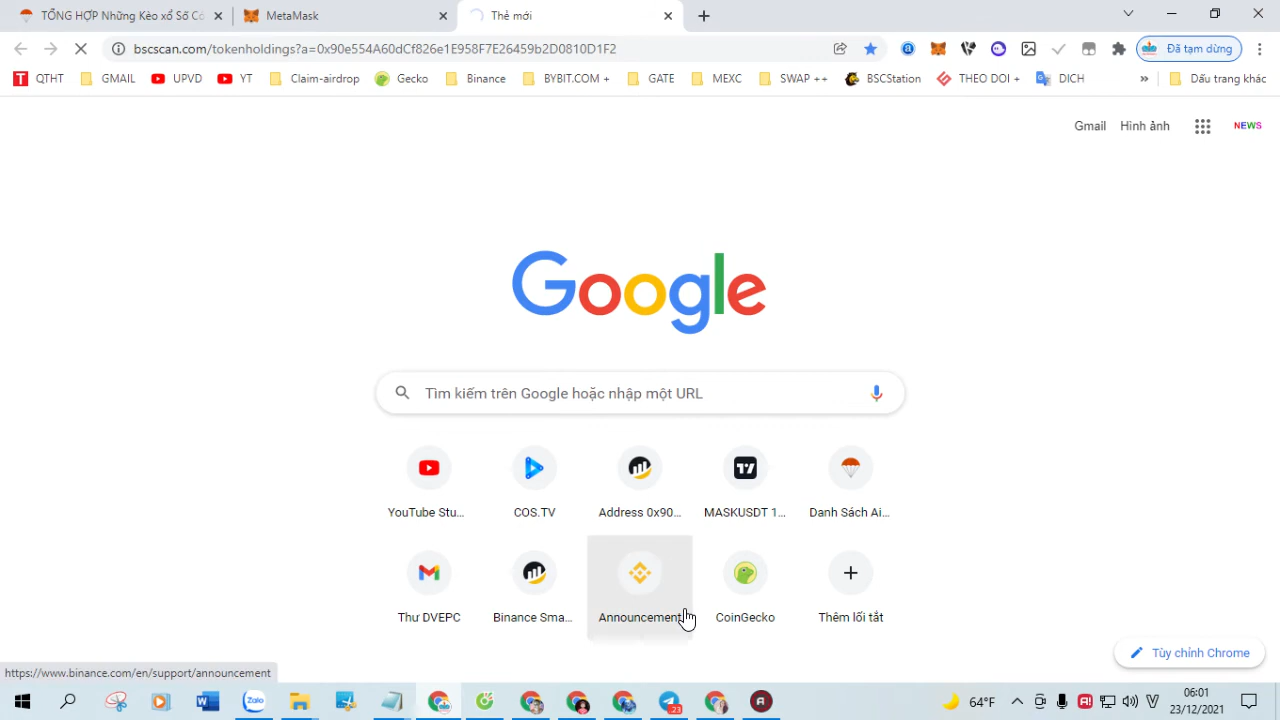 TỔNG HỢP Những Kèo xổ Số Cơ
MetaMask
Thẻ mới
bscscan.com/tokenholdings?a=0x90e554A60dCf826e1E958F7E26459b2D0810D1F2
Đã tạm dừng
QTHT
GMAIL
UPVD
YT
Claim-airdrop
Gecko
Binance
BYBIT.COM +
GATE
MEXC
SWAP ++
BSCStation
THEO DOI +
DICH
»
Dấu trang khác
Gmail
Hình ảnh
NEWS
Google
Tìm kiếm trên Google hoặc nhập một URL
YouTube Stu...
COS.TV
Address 0x90...
MASKUSDT 1...
Danh Sách Ai...
Thư DVEPC
Binance Sma...
Announcement
CoinGecko
Thêm lối tắt
Tùy chỉnh Chrome
https://www.binance.com/en/support/announcement
Zalo
23
64°F
06:01
23/12/2021